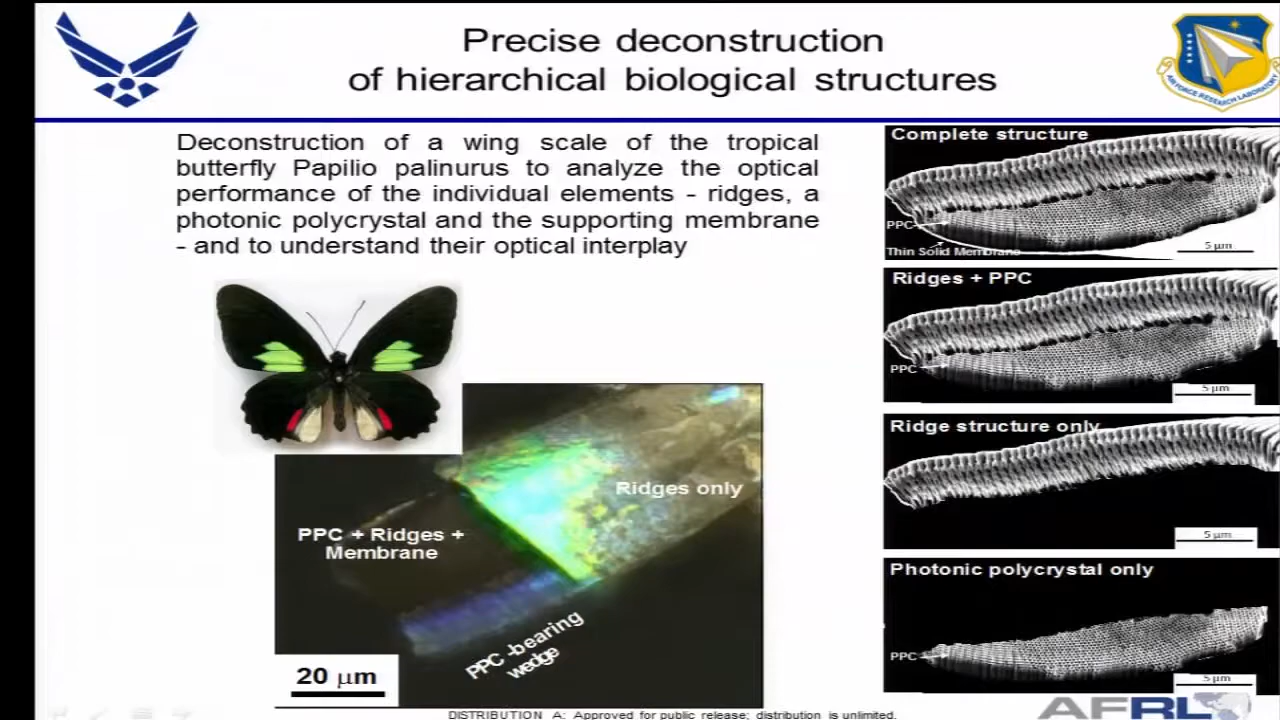 Precise deconstruction
of hierarchical biological structures
Deconstruction of a wing scale of the tropical
butterfly Papilio palinurus to analyze the optical
performance of the individual elements - ridges, a
photonic polycrystal and the supporting membrane
- and to understand their optical interplay
Ridges only
PPC + Ridges +
Membrane
PPC -bearing
wedge
20 μm
AIR FORCE RESEARCH LABORATORY
Complete structure
PPC
Thin Solid Membrane
5 μm
Ridges + PPC
PPC
5 μm
Ridge structure only
5 μm
Photonic polycrystal only
PPC
5 μm
AFRL
DISTRIBUTION A: Approved for public release; distribution is unlimited.